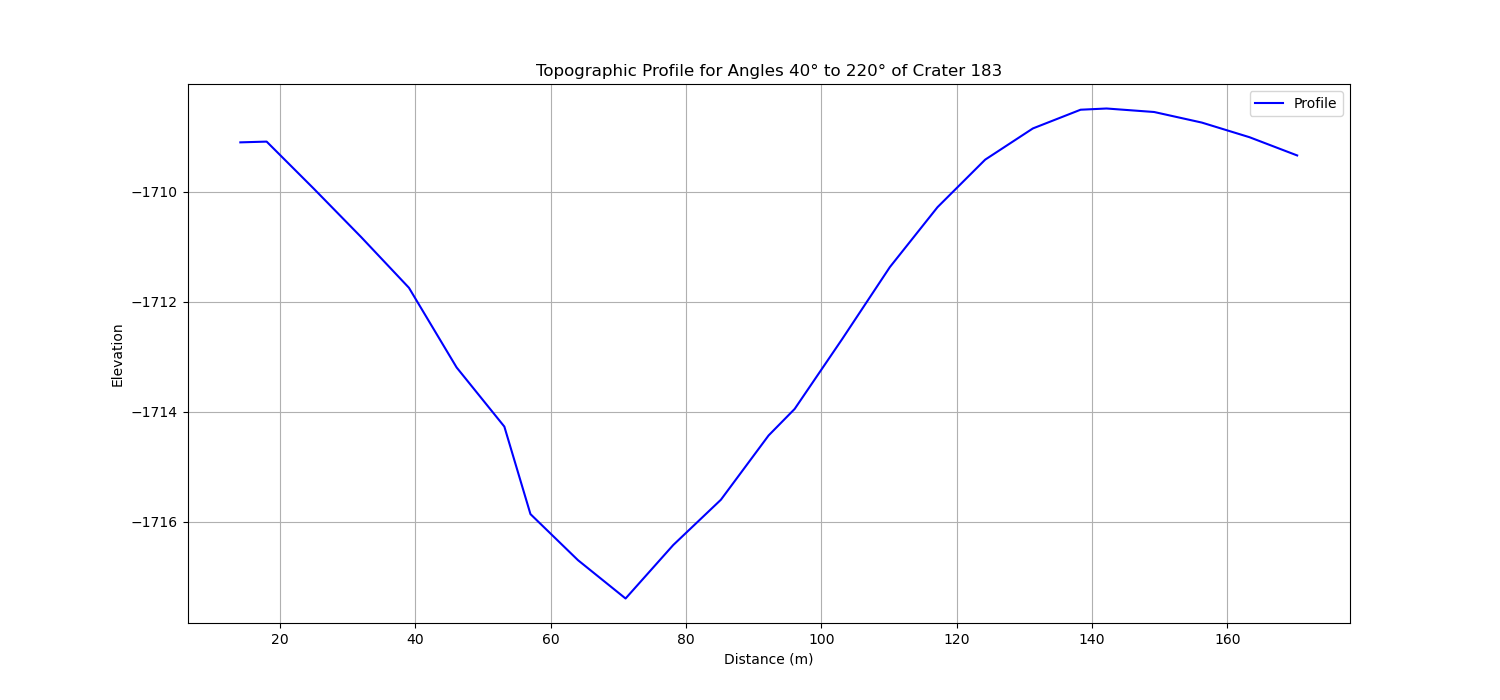 Topographic Profile for Angles 40° to 220° of Crater 183
Profile
−1710
−1712
−1714
−1716
Elevation
20 40 60 80 100 120 140 160
Distance (m)